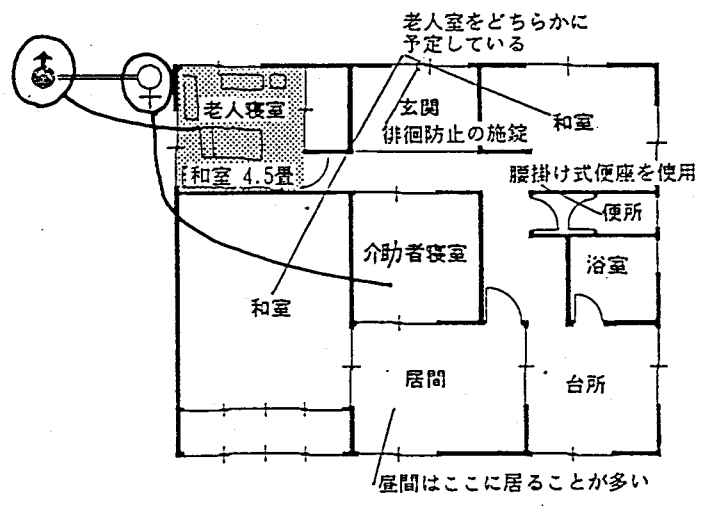 老人室をどちらかに
予定している
老人寝室
玄関
和室
徘徊防止の施錠
和室 4.5畳
腰掛け式便座を使用
便所
介助者寝室
浴室
和室
居間
台所
昼間はここに居ることが多い